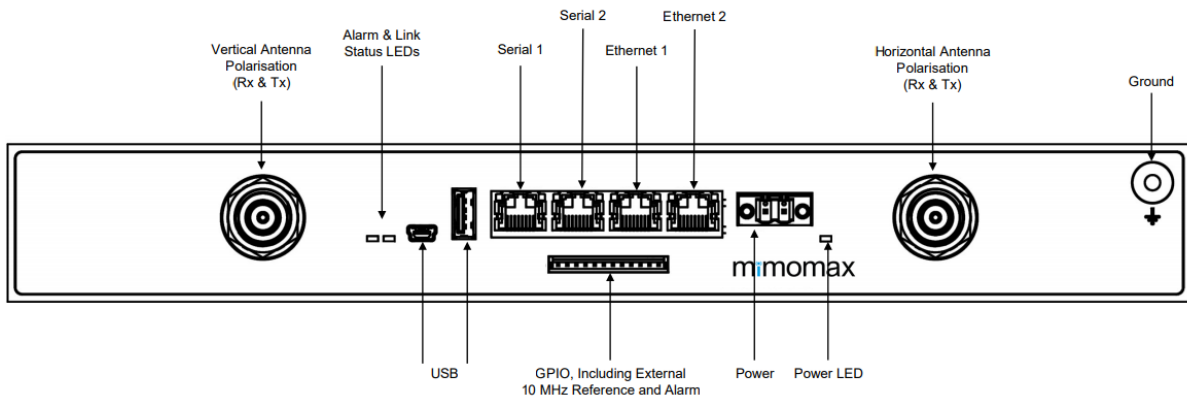 Serial 2
Ethernet 2
Alarm & Link
Status LEDs
Serial 1
Ethernet 1
Vertical Antenna
Polarisation
(Rx & Tx)
Horizontal Antenna
Polarisation
(Rx & Tx)
Ground
mimomax
USB
GPIO, Including External
10 MHz Reference and Alarm
Power
Power LED